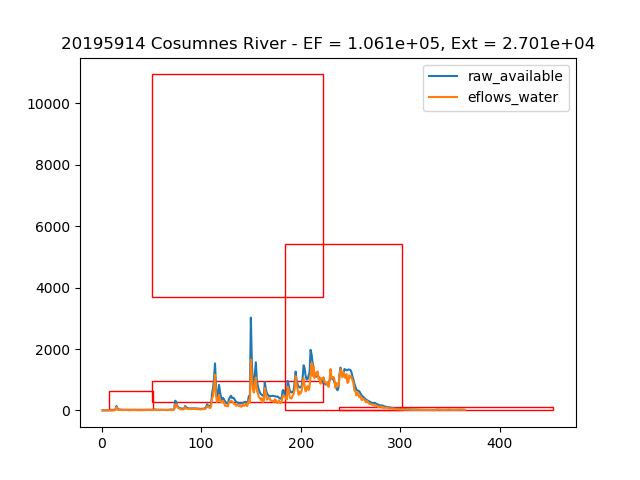 20195914 Cosumnes River - EF = 1.061e+05, Ext = 2.701e+04
raw_available
eflows_water
10000
8000
6000
4000
2000
0
0 100 200 300 400